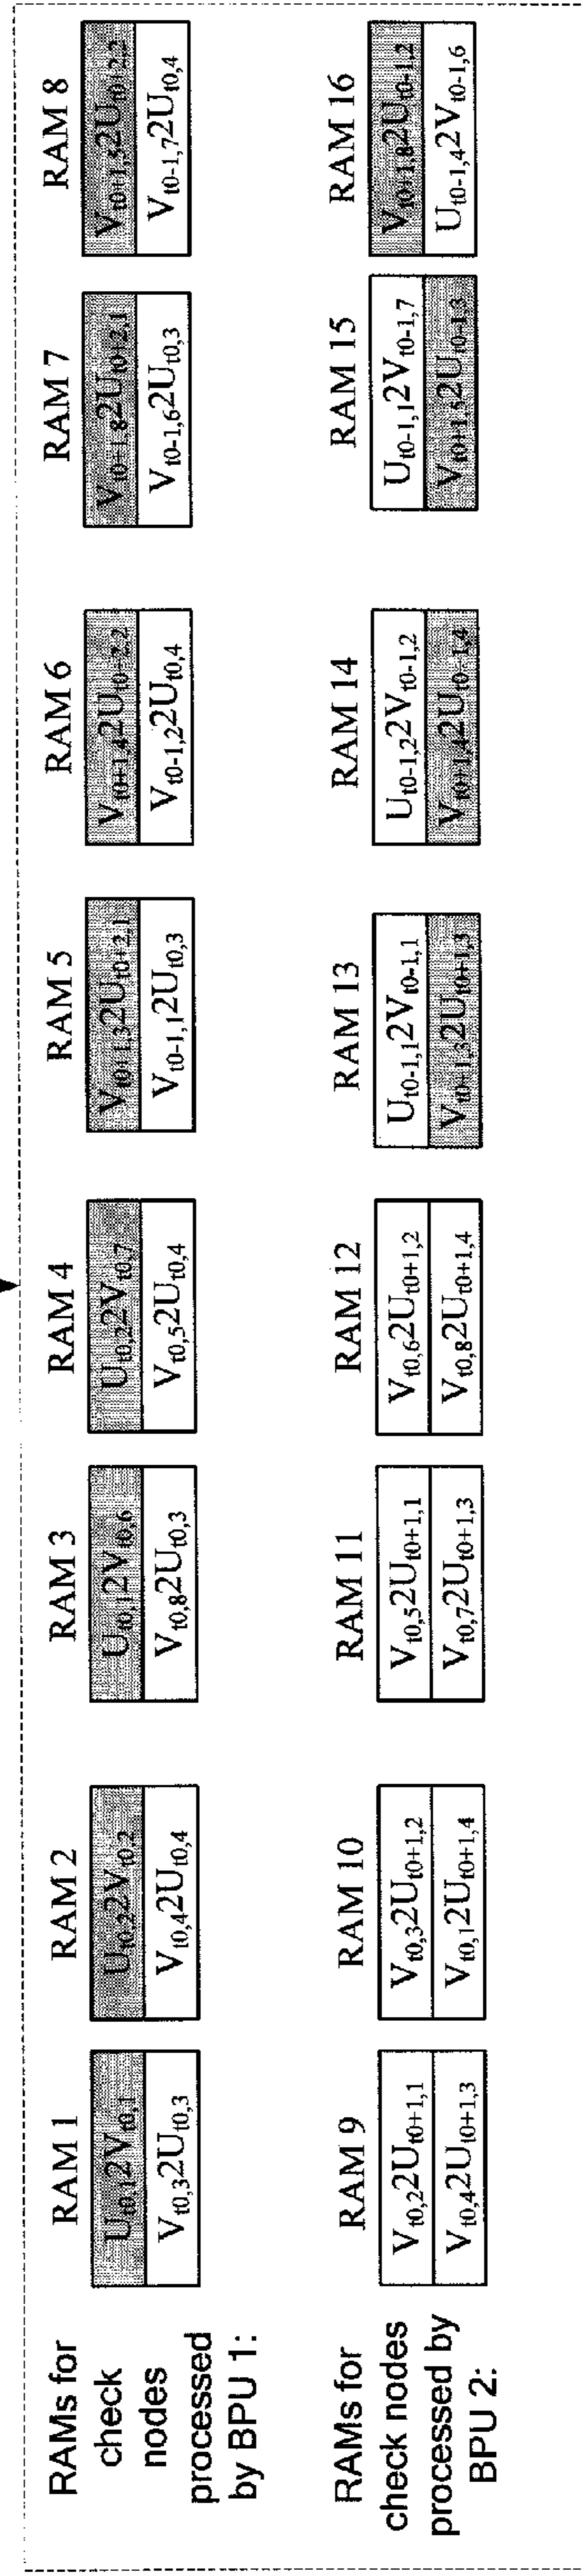 RAMs for
check
nodes
processed
by BPU 1:
RAM 1
U_{t0,1}2V_{t0,1}
V_{t0,3}2U_{t0,3}
RAM 2
U_{t0,2}2V_{t0,2}
V_{t0,4}2U_{t0,4}
RAM 3
U_{t0,1}2V_{t0,6}
V_{t0,8}2U_{t0,3}
RAM 4
U_{t0,2}2V_{t0,7}
V_{t0,5}2U_{t0,4}
RAM 5
V_{t0+1,3}2U_{t0+2,1}
V_{t0-1,1}2U_{t0,3}
RAM 6
V_{t0+1,4}2U_{t0+2,2}
V_{t0-1,2}2U_{t0,4}
RAM 7
V_{t0+1,8}2U_{t0+2,1}
V_{t0-1,6}2U_{t0,3}
RAM 8
V_{t0+1,5}2U_{t0+2,2}
V_{t0-1,7}2U_{t0,4}
RAMs for
check nodes
processed by
BPU 2:
RAM 9
V_{t0,2}2U_{t0+1,1}
V_{t0,4}2U_{t0+1,3}
RAM 10
V_{t0,3}2U_{t0+1,2}
V_{t0,1}2U_{t0+1,4}
RAM 11
V_{t0,5}2U_{t0+1,1}
V_{t0,7}2U_{t0+1,3}
RAM 12
V_{t0,6}2U_{t0+1,2}
V_{t0,8}2U_{t0+1,4}
RAM 13
U_{t0-1,1}2V_{t0-1,1}
V_{t0-1,3}2U_{t0+1,3}
RAM 14
U_{t0-1,2}2V_{t0-1,2}
V_{t0+1,4}2U_{t0-1,4}
RAM 15
U_{t0-1,1}2V_{t0-1,7}
V_{t0+1,5}2U_{t0-1,3}
RAM 16
V_{t0+1,8}2U_{t0-1,2}
U_{t0-1,4}2V_{t0-1,6}